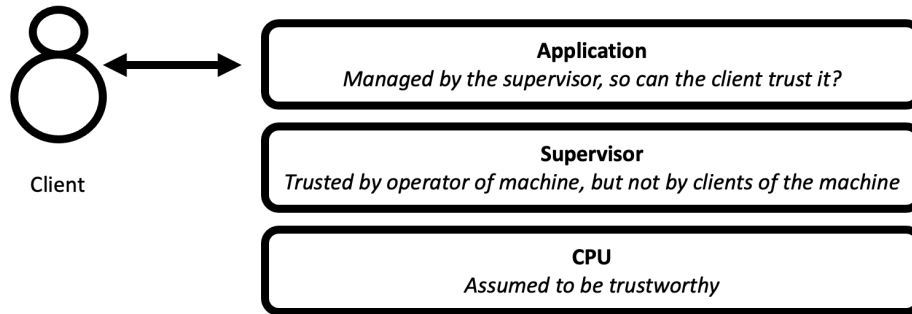 Application
Managed by the supervisor, so can the client trust it?
Client
Supervisor
Trusted by operator of machine, but not by clients of the machine
CPU
Assumed to be trustworthy